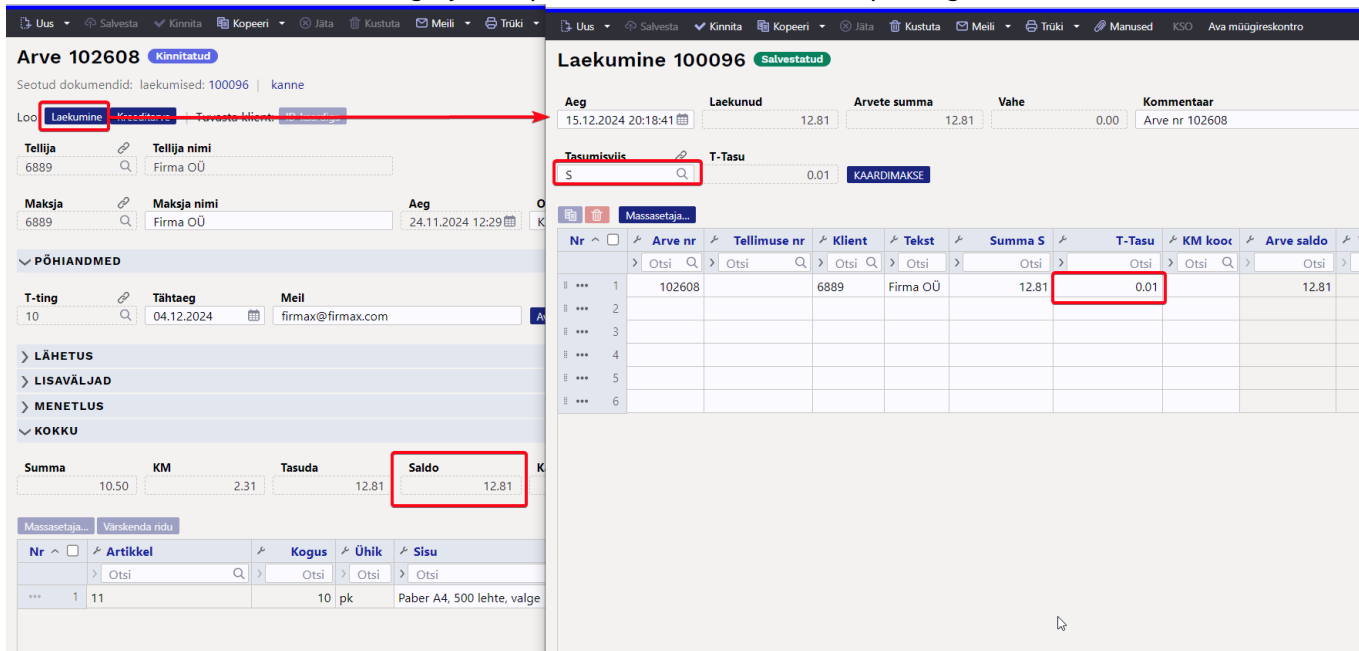 Uus Salvesta Kinnita Kopeeri Jäta Kustuta Meili Trüki
Arve 102608 Kinnitatud
Seotud dokumendid: laekumised: 100096 | kanne
Loo Laekumine Kreeditarve Tuvasta klient: ID-kaardiga
Tellija Tellija nimi
6889 Firma OÜ
Maksja Maksja nimi Aeg O
6889 Firma OÜ 24.11.2024 12:29 K
PÕHIANDMED
T-ting Tähtaeg Meil
10 04.12.2024 firmax@firmax.com A
LÄHETUS
LISAVÄLJAD
MENETLUS
KOKKU
Summa KM Tasuda Saldo K
10.50 2.31 12.81 12.81
Massasetaja... Värskenda ridu
Nr Artikkel Kogus Ühik Sisu
Otsi Otsi Otsi Otsi
1 11 10 pk Paber A4, 500 lehte, valge
Uus Salvesta Kinnita Kopeeri Jäta Kustuta Meili Trüki Manused KSO Ava müügireskontro
Laekumine 100096 Salvestatud
Aeg Laekunud Arvete summa Vahe Kommentaar
15.12.2024 20:18:41 12.81 12.81 0.00 Arve nr 102608
Tasumisviis T-Tasu
S 0.01 KAARDIMAKSE
Massasetaja...
Nr Arve nr Tellimuse nr Klient Tekst Summa S T-Tasu KM kood Arve saldo
Otsi Otsi Otsi Otsi Otsi Otsi Otsi Otsi
1 102608 6889 Firma OÜ 12.81 0.01 12.81
2
3
4
5
6